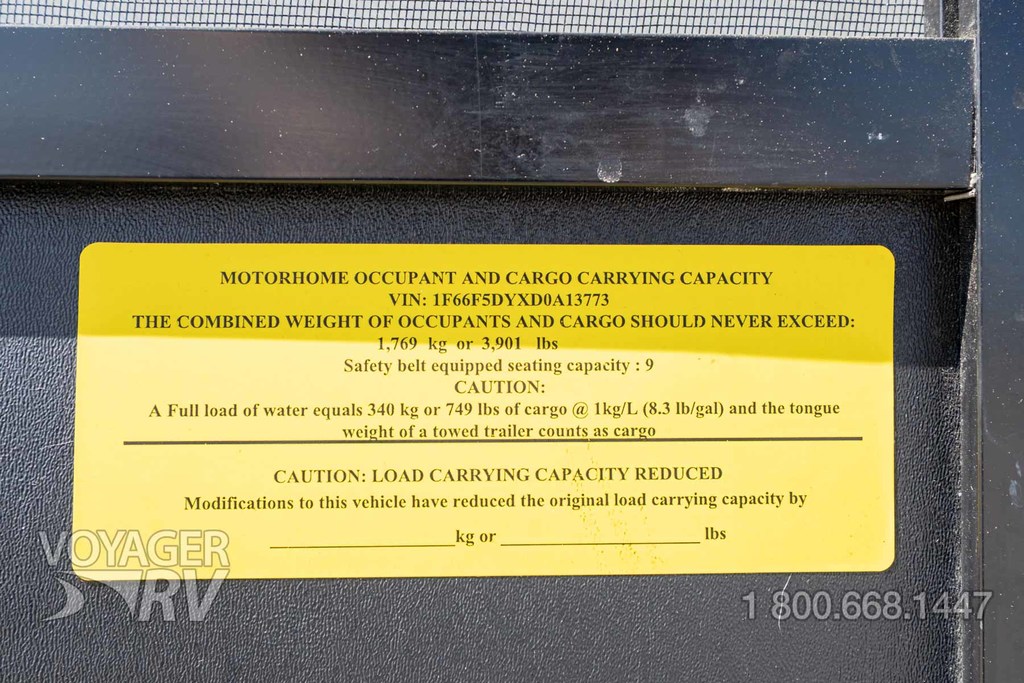 MOTORHOME OCCUPANT AND CARGO CARRYING CAPACITY
VIN: 1F66F5DYXD0A13773
THE COMBINED WEIGHT OF OCCUPANTS AND CARGO SHOULD NEVER EXCEED:
1,769 kg or 3,901 lbs
Safety belt equipped seating capacity : 9
CAUTION:
A Full load of water equals 340 kg or 749 lbs of cargo @ 1kg/L (8.3 lb/gal) and the tongue
weight of a towed trailer counts as cargo
CAUTION: LOAD CARRYING CAPACITY REDUCED
Modifications to this vehicle have reduced the original load carrying capacity by
kg or lbs
VOYAGER
RV
1 800.668.1447